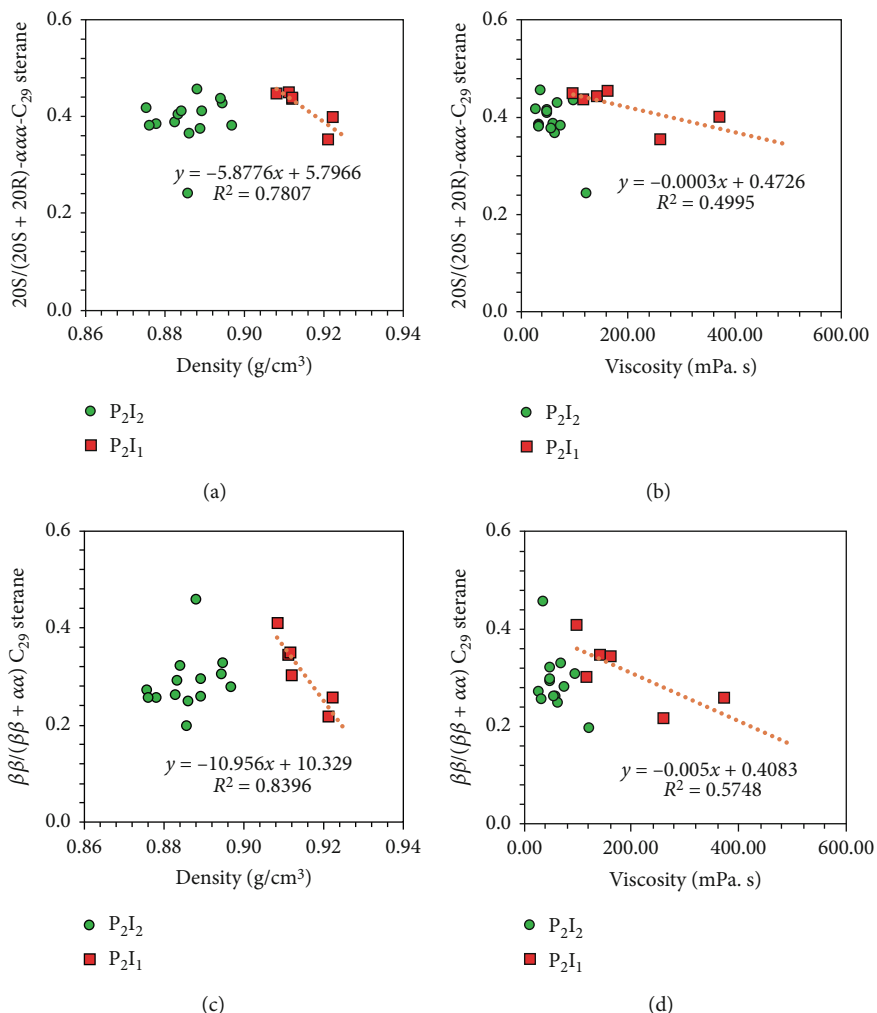 0.6
0.4
0.2
0.0
0.86
0.88
0.90
0.92
0.94
20S/(20S + 20R)-ααα-C₂₉ sterane
y = –5.8776x + 5.7966
R² = 0.7807
Density (g/cm³)
P₂I₂
P₂I₁
(a)
0.6
0.4
0.2
0.0
0.00
200.00
400.00
600.00
20S/(20S + 20R)-ααα-C₂₉ sterane
y = –0.0003x + 0.4726
R² = 0.4995
Viscosity (mPa. s)
P₂I₂
P₂I₁
(b)
0.6
0.4
0.2
0.0
0.86
0.88
0.90
0.92
0.94
ββ/(ββ + αα) C₂₉ sterane
y = –10.956x + 10.329
R² = 0.8396
Density (g/cm³)
P₂I₂
P₂I₁
(c)
0.6
0.4
0.2
0.0
0.00
200.00
400.00
600.00
ββ/(ββ + αα) C₂₉ sterane
y = –0.005x + 0.4083
R² = 0.5748
Viscosity (mPa. s)
P₂I₂
P₂I₁
(d)